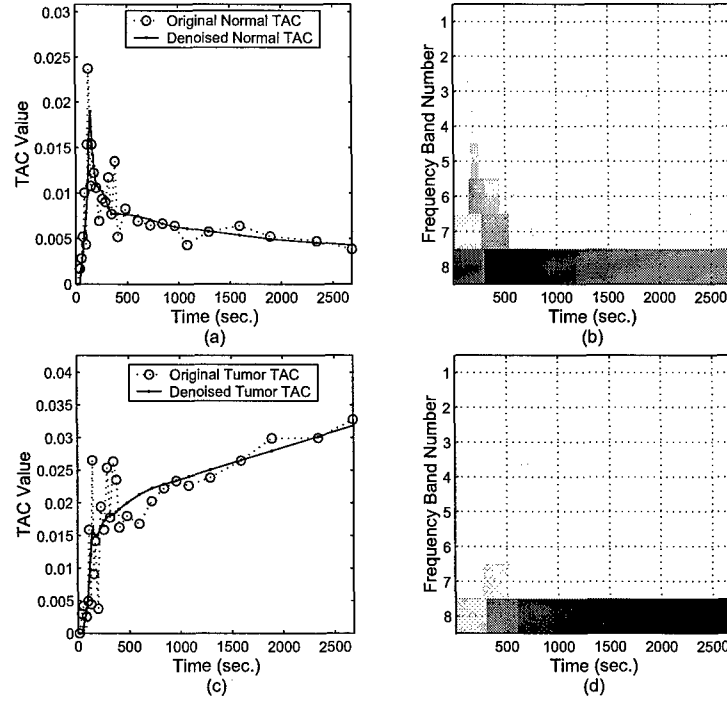 0.03
0.025
0.02
0.015
0.01
0.005
0
TAC Value
Original Normal TAC
Denoised Normal TAC
0 500 1000 1500 2000 2500
Time (sec.)
(a)
Frequency Band Number
1
2
3
4
5
6
7
8
500 1000 1500 2000 2500
Time (sec.)
(b)
0.04
0.035
0.03
0.025
0.02
0.015
0.01
0.005
0
TAC Value
Original Tumor TAC
Denoised Tumor TAC
0 500 1000 1500 2000 2500
Time (sec.)
(c)
Frequency Band Number
1
2
3
4
5
6
7
8
500 1000 1500 2000 2500
Time (sec.)
(d)